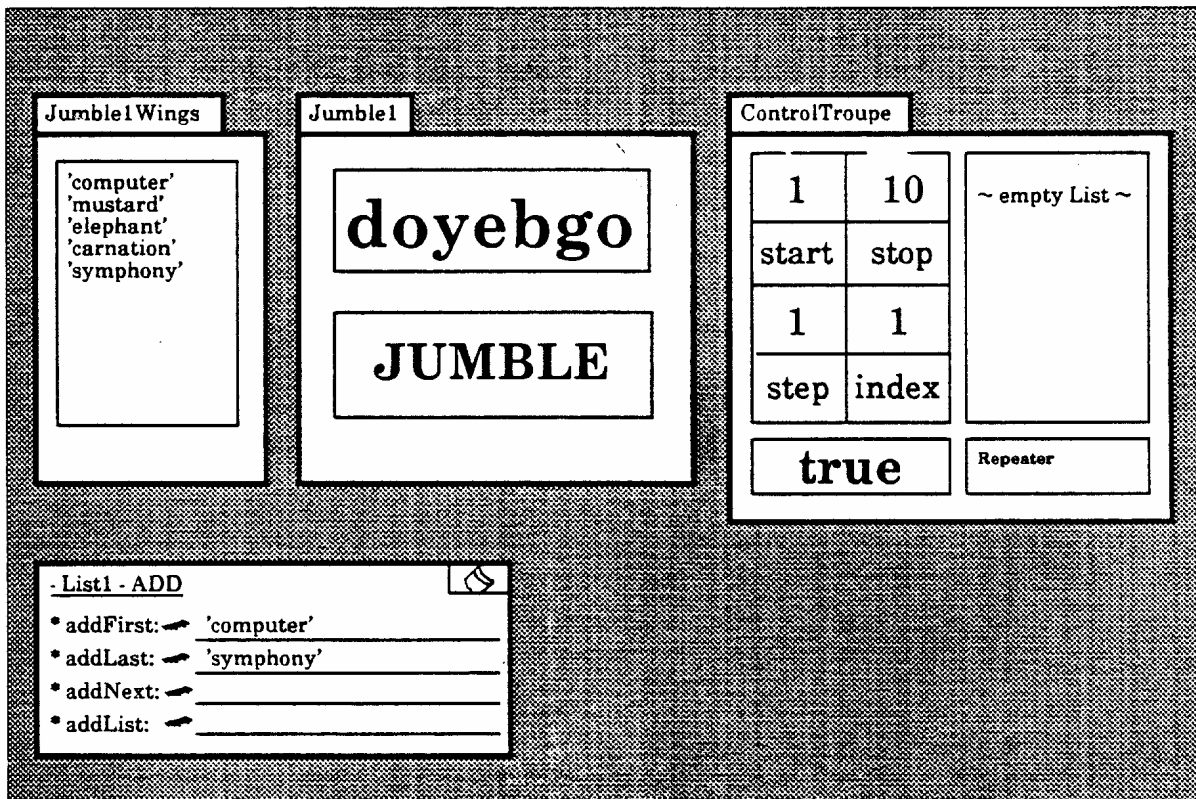 Jumble1Wings
'computer'
'mustard'
'elephant'
'carnation'
'symphony'
Jumble1
doyebgo
JUMBLE
ControlTroupe
1 10
start stop
1 1
step index
true
~ empty List ~
Repeater
- List1 - ADD
* addFirst: 'computer'
* addLast: 'symphony'
* addNext:
* addList: